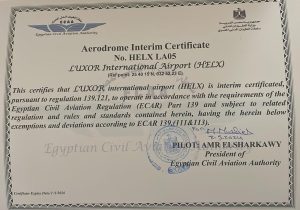 Egyptian Civil Aviation Authority
Aerodrome Interim Certificate
No. HELX LA05
LUXOR International Airport (HELX)
This certifies that LUXOR international airport (HELX) is interim certificated,
pursuant to regulation 139.121, to operate in accordance with the requirements of the
Egyptian Civil Aviation Regulation (ECAR) Part 139 and subject to related
regulation and rules and standards contained herein, having the herein below
exemptions and deviations according to ECAR 139.(111&113).
Egyptian Civil Avia
PILOT: AMR ELSHARKAWY
President of
Egyptian Civil Aviation Authority